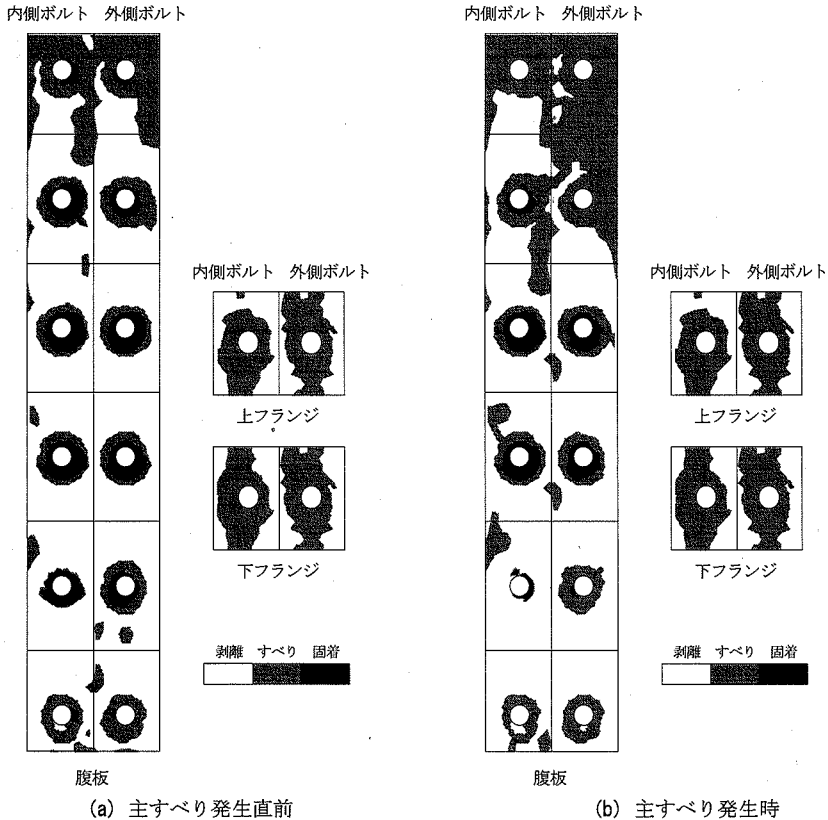 内側ボルト 外側ボルト
内側ボルト 外側ボルト
上フランジ
下フランジ
剥離 すべり 固着
腹板
(a) 主すべり発生直前
内側ボルト 外側ボルト
内側ボルト 外側ボルト
上フランジ
下フランジ
剥離 すべり 固着
腹板
(b) 主すべり発生時